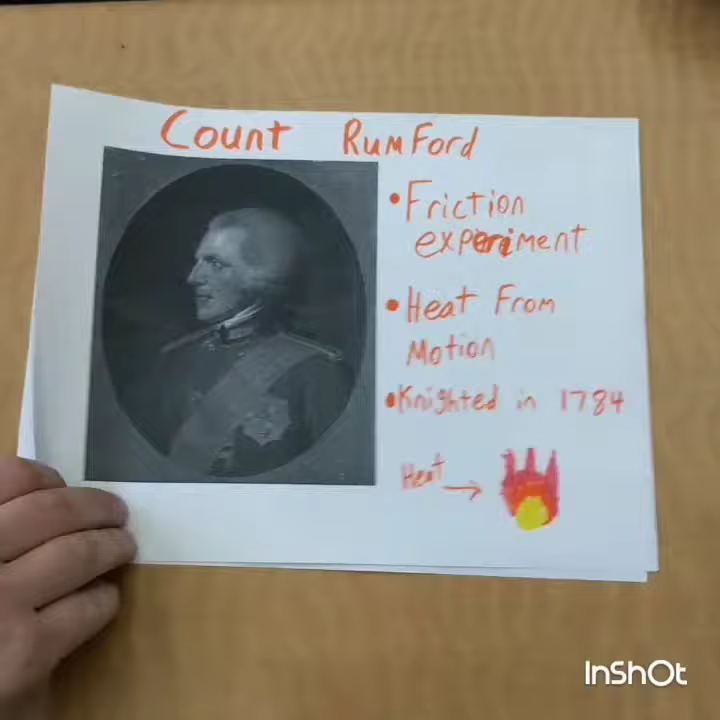 Count Rumford
• Friction
experiment
• Heat From
Motion
• Knighted in 1784
Heat →
InShOt